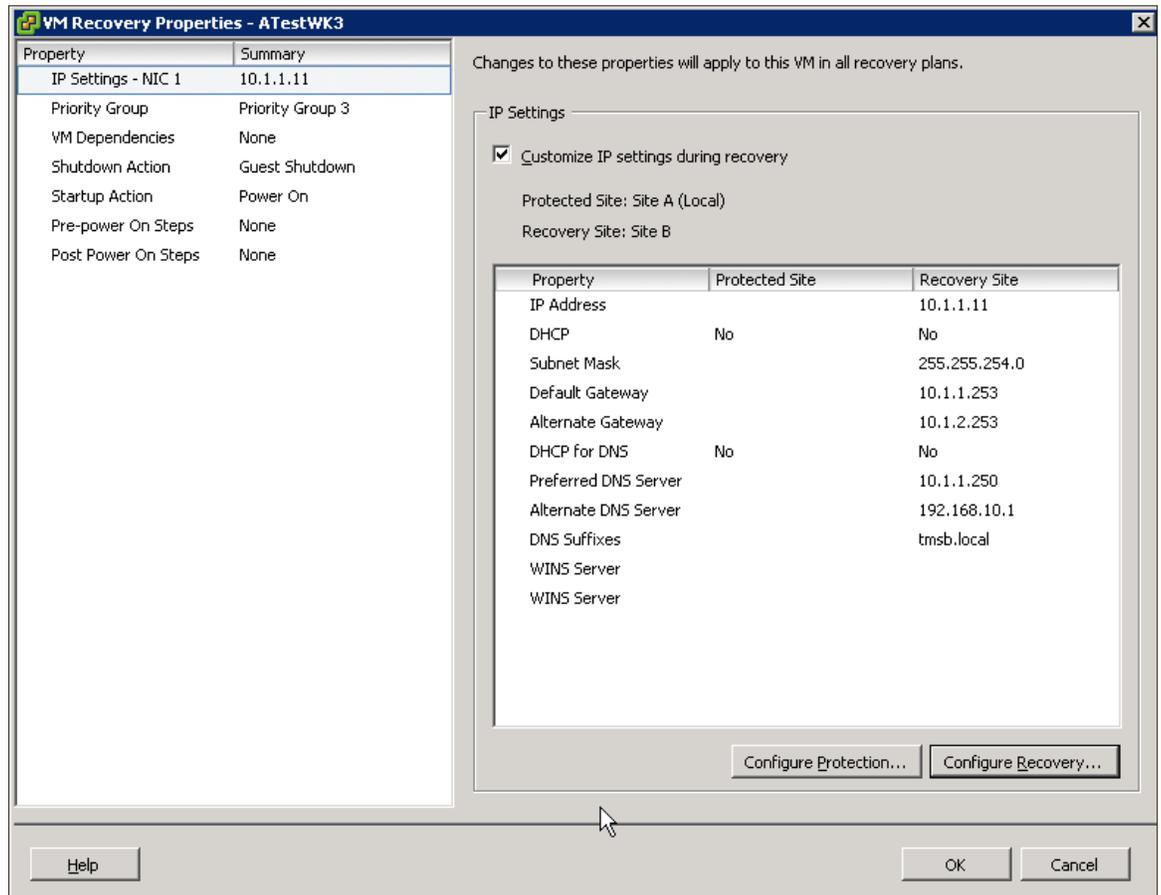 VM Recovery Properties - ATestWK3
Property Summary
IP Settings - NIC 1 10.1.1.11
Priority Group Priority Group 3
VM Dependencies None
Shutdown Action Guest Shutdown
Startup Action Power On
Pre-power On Steps None
Post Power On Steps None
Changes to these properties will apply to this VM in all recovery plans.
IP Settings
Customize IP settings during recovery
Protected Site: Site A (Local)
Recovery Site: Site B
Property Protected Site Recovery Site
IP Address 10.1.1.11
DHCP No No
Subnet Mask 255.255.254.0
Default Gateway 10.1.1.253
Alternate Gateway 10.1.2.253
DHCP for DNS No No
Preferred DNS Server 10.1.1.250
Alternate DNS Server 192.168.10.1
DNS Suffixes tmsb.local
WINS Server
WINS Server
Configure Protection... Configure Recovery...
Help OK Cancel